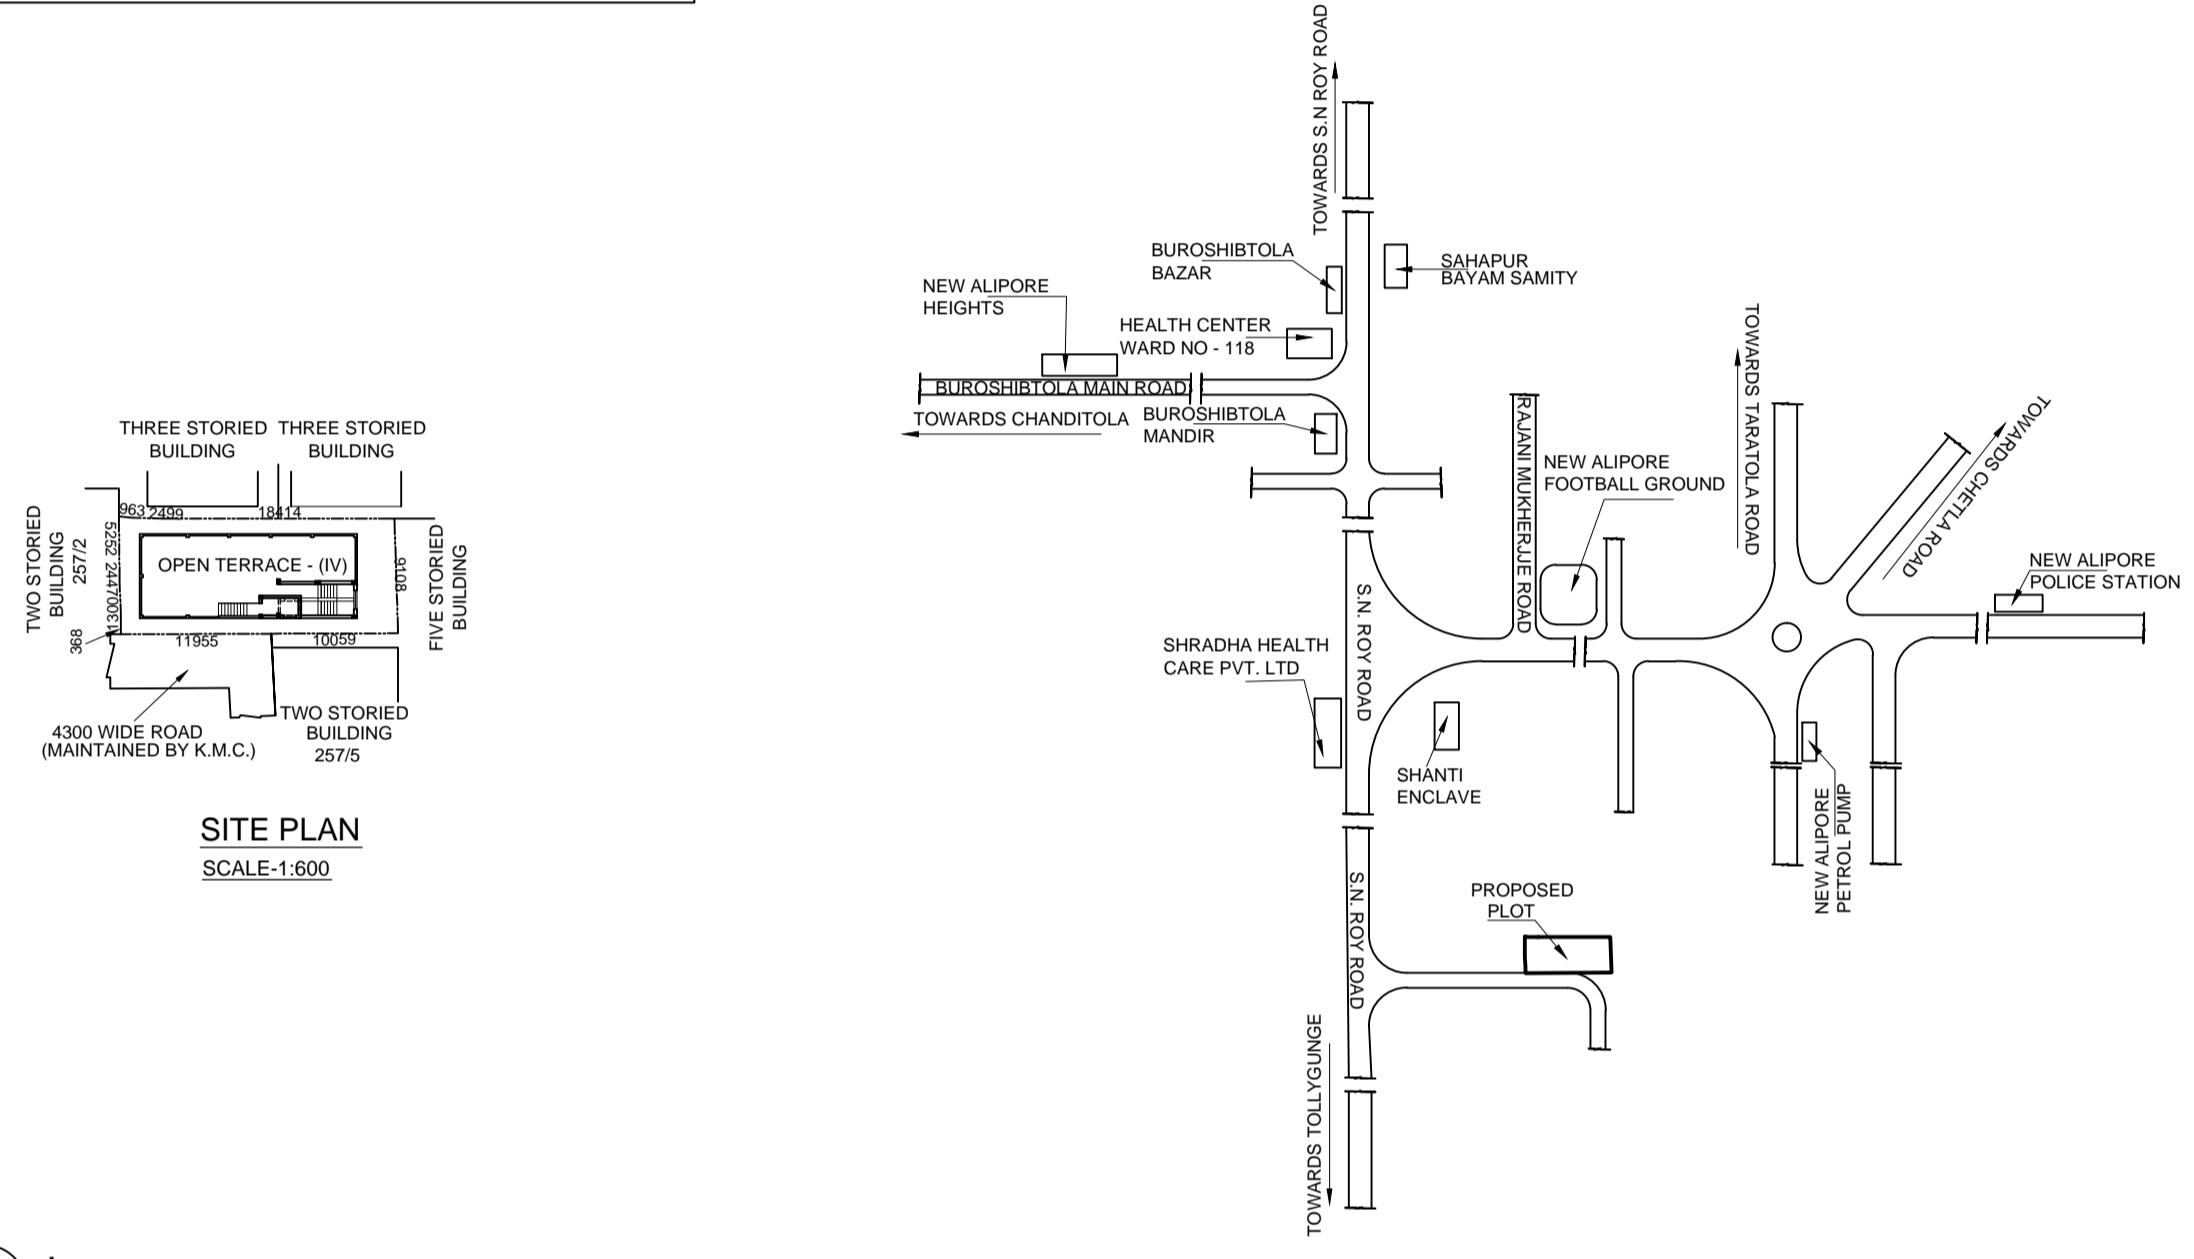 THREE STORIED
BUILDING
THREE STORIED
BUILDING
TWO STORIED
BUILDING
257/2
963
2499
18414
5252
2447
1300
368
OPEN TERRACE - (IV)
9108
FIVE STORIED
BUILDING
11955
10059
4300 WIDE ROAD
(MAINTAINED BY K.M.C.)
TWO STORIED
BUILDING
257/5
SITE PLAN
SCALE-1:600
TOWARDS S.N ROY ROAD
BUROSHIBTOLA
BAZAR
SAHAPUR
BAYAM SAMITY
NEW ALIPORE
HEIGHTS
HEALTH CENTER
WARD NO - 118
BUROSHIBTOLA MAIN ROAD
TOWARDS CHANDITOLA
BUROSHIBTOLA
MANDIR
RAJANI MUKHERJJE ROAD
NEW ALIPORE
FOOTBALL GROUND
TOWARDS TARATOLA ROAD
TOWARDS CHETLA ROAD
NEW ALIPORE
POLICE STATION
S.N. ROY ROAD
SHRADHA HEALTH
CARE PVT. LTD
SHANTI
ENCLAVE
NEW ALIPORE
PETROL PUMP
S.N. ROY ROAD
PROPOSED
PLOT
TOWARDS TOLLYGUNGE